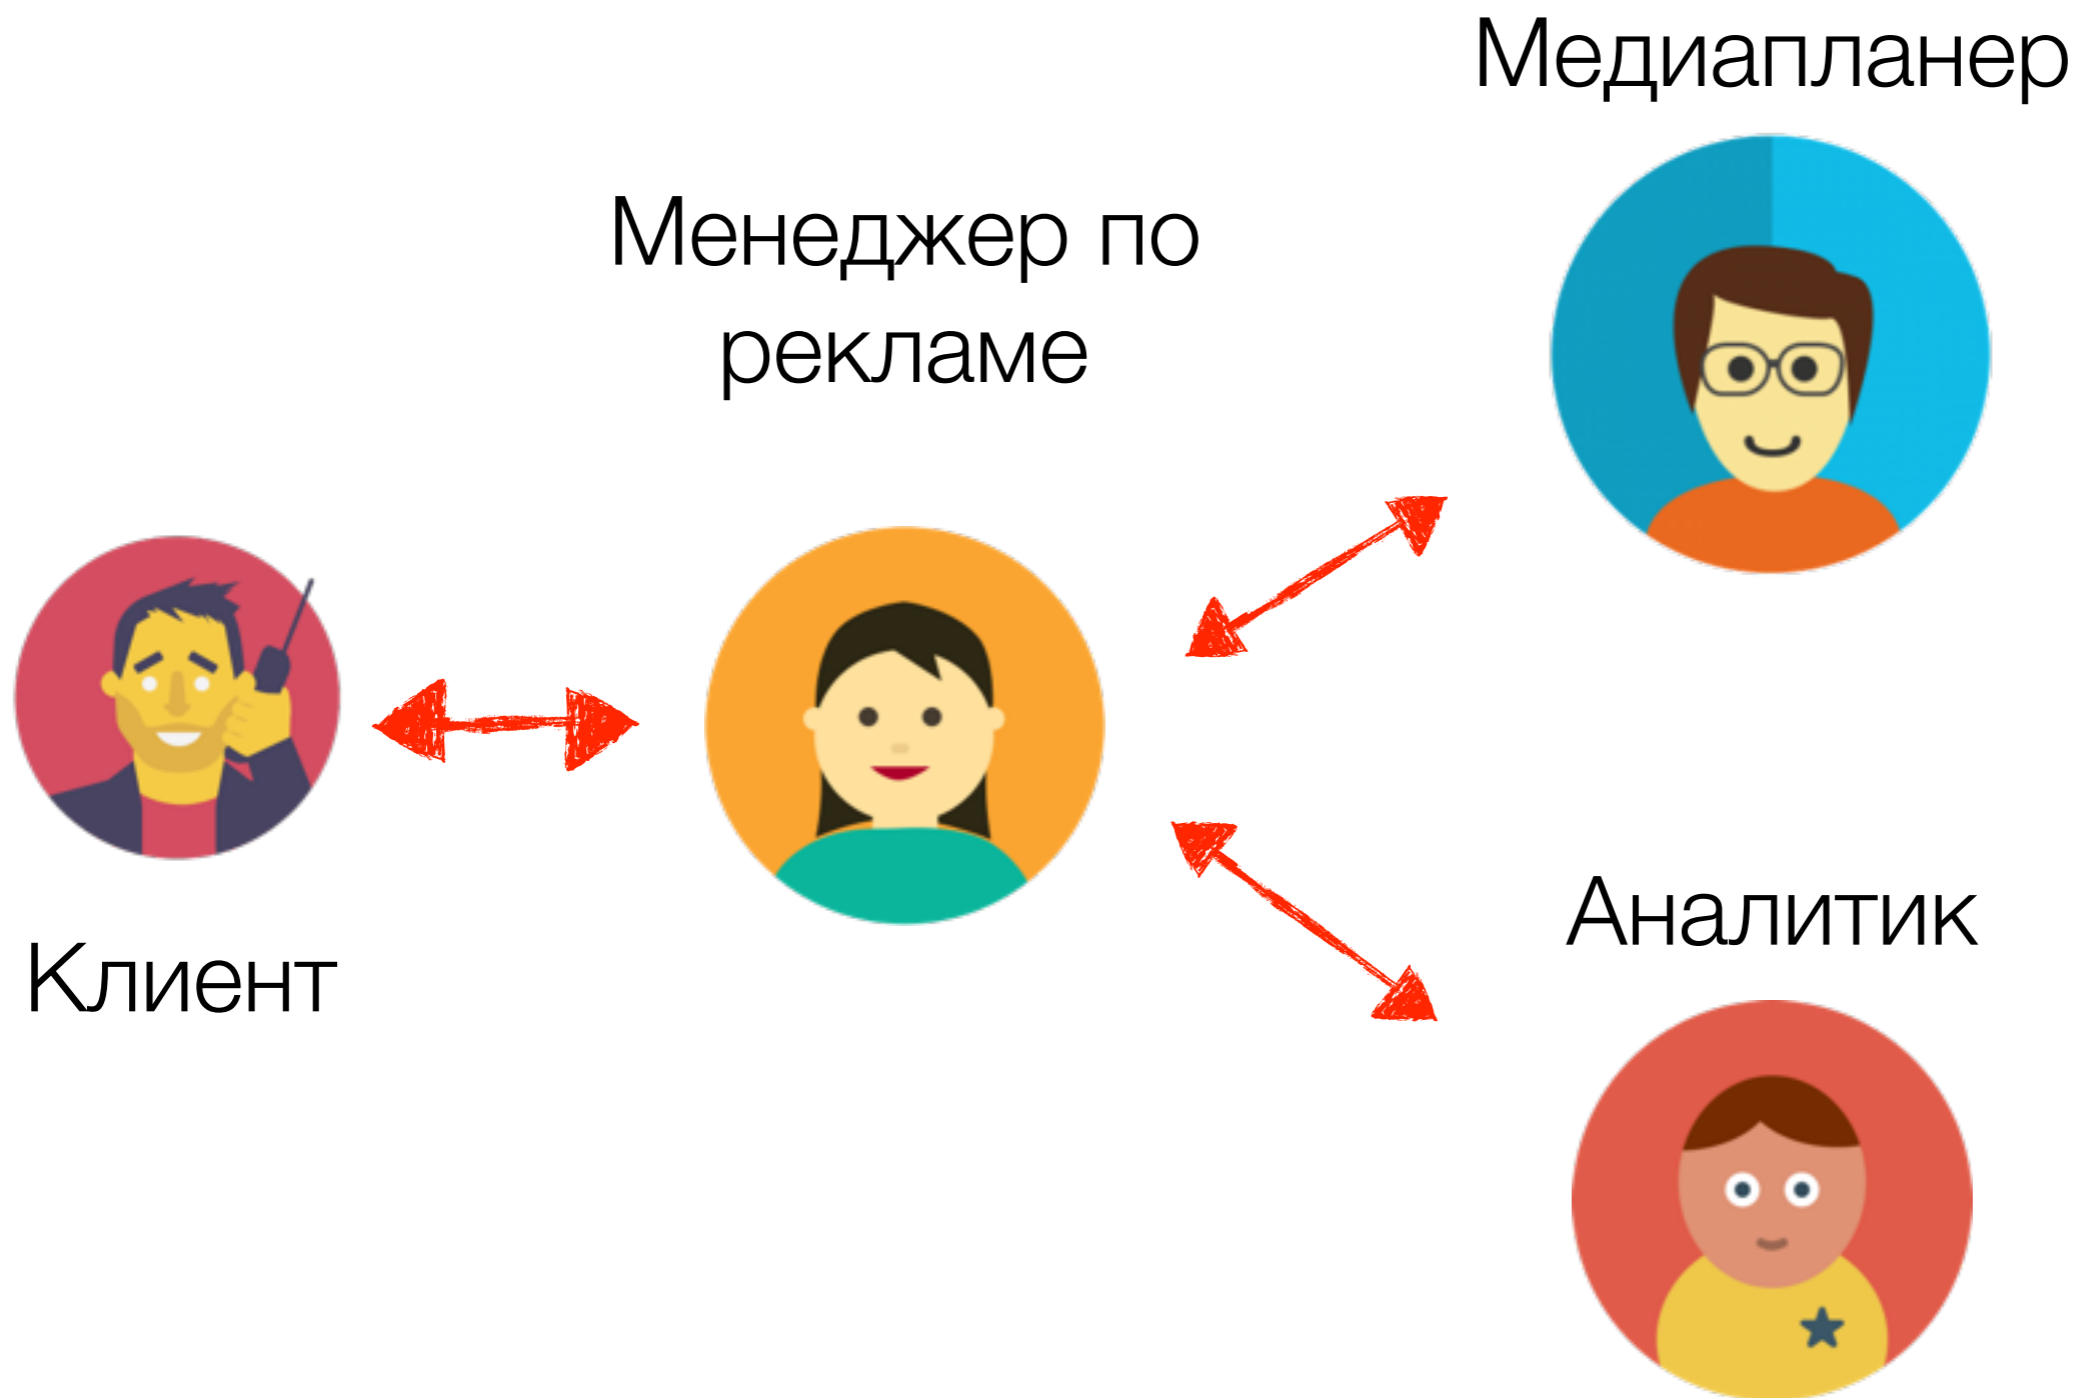 Медиапланер
Менеджер по
рекламе
Аналитик
Клиент